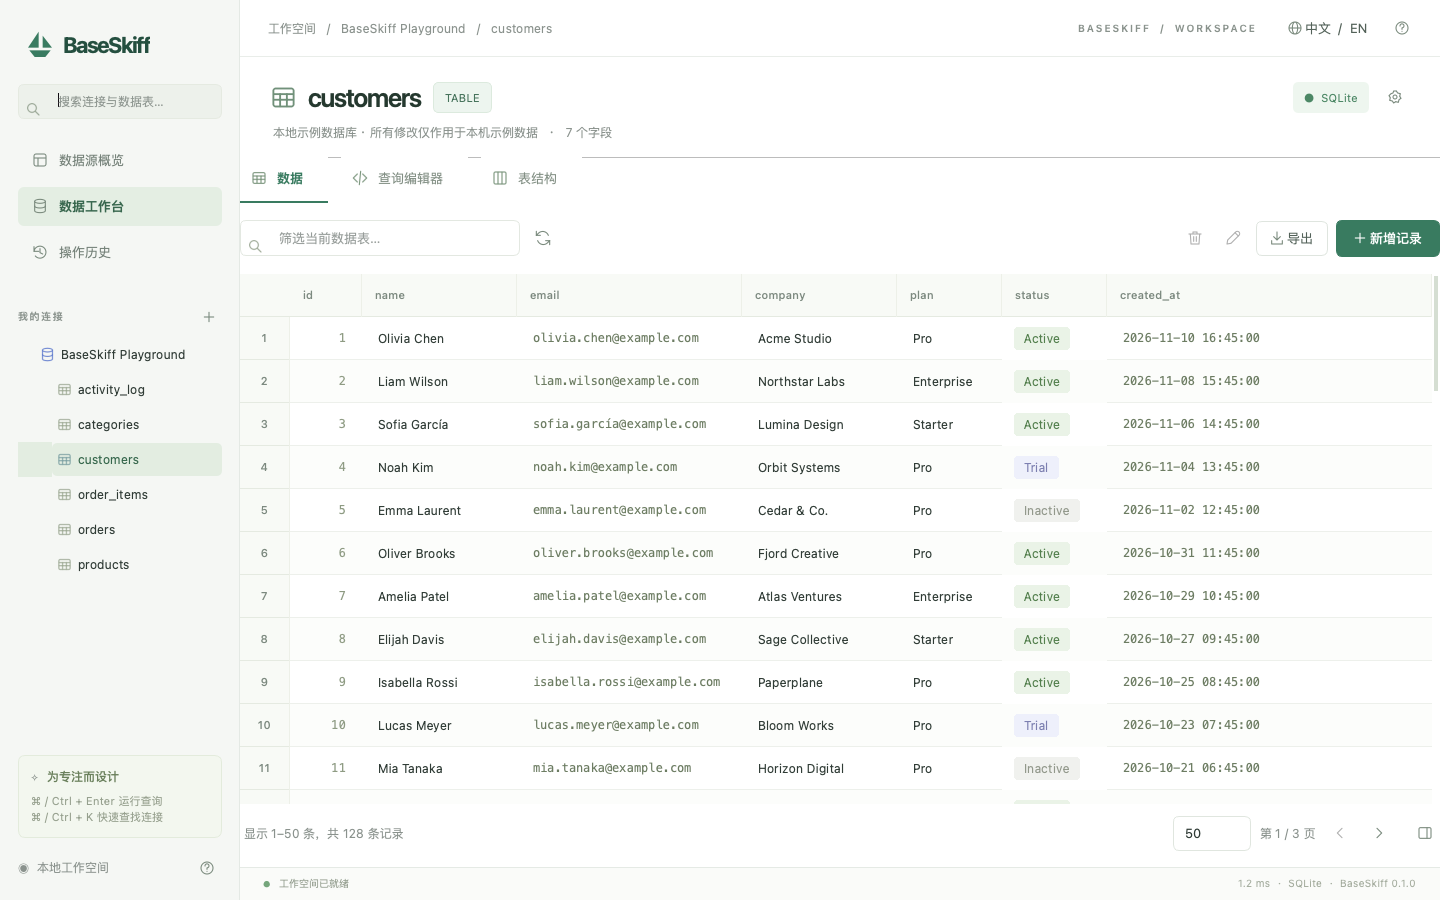 BaseSkiff
搜索连接与数据表...
数据源概览
数据工作台
操作历史
我的连接
BaseSkiff Playground
activity_log
categories
customers
order_items
orders
products
为专注而设计
⌘ / Ctrl + Enter 运行查询
⌘ / Ctrl + K 快速查找连接
本地工作空间
工作空间 / BaseSkiff Playground / customers
BASESKIFF / WORKSPACE
中文 / EN
customers TABLE
SQLite
本地示例数据库 · 所有修改仅作用于本机示例数据 · 7 个字段
数据 查询编辑器 表结构
筛选当前数据表...
导出
新增记录
id name email company plan status created_at
1 1 Olivia Chen olivia.chen@example.com Acme Studio Pro Active 2026-11-10 16:45:00
2 2 Liam Wilson liam.wilson@example.com Northstar Labs Enterprise Active 2026-11-08 15:45:00
3 3 Sofia García sofia.garcía@example.com Lumina Design Starter Active 2026-11-06 14:45:00
4 4 Noah Kim noah.kim@example.com Orbit Systems Pro Trial 2026-11-04 13:45:00
5 5 Emma Laurent emma.laurent@example.com Cedar & Co. Pro Inactive 2026-11-02 12:45:00
6 6 Oliver Brooks oliver.brooks@example.com Fjord Creative Pro Active 2026-10-31 11:45:00
7 7 Amelia Patel amelia.patel@example.com Atlas Ventures Enterprise Active 2026-10-29 10:45:00
8 8 Elijah Davis elijah.davis@example.com Sage Collective Starter Active 2026-10-27 09:45:00
9 9 Isabella Rossi isabella.rossi@example.com Paperplane Pro Active 2026-10-25 08:45:00
10 10 Lucas Meyer lucas.meyer@example.com Bloom Works Pro Trial 2026-10-23 07:45:00
11 11 Mia Tanaka mia.tanaka@example.com Horizon Digital Pro Inactive 2026-10-21 06:45:00
显示 1–50 条，共 128 条记录
50
第 1 / 3 页
工作空间已就绪
1.2 ms · SQLite · BaseSkiff 0.1.0